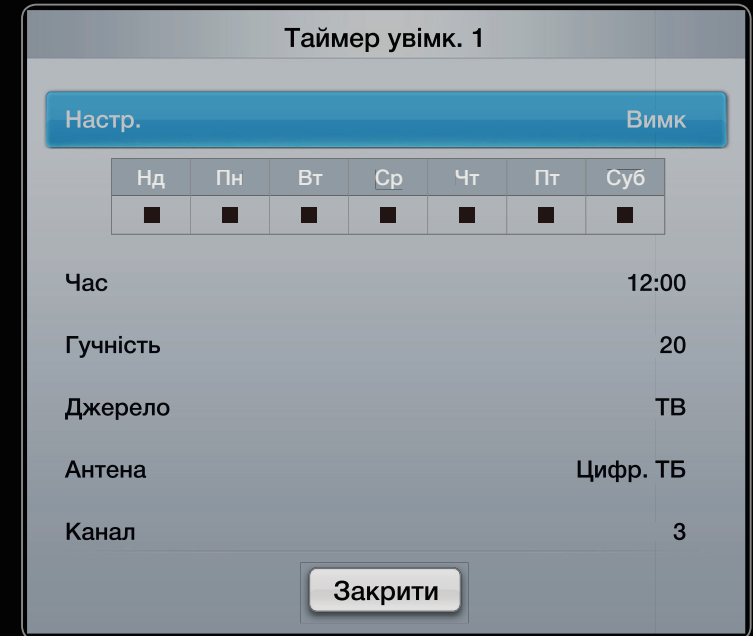 Таймер увімк. 1
Настр. Вимк
Нд Пн Вт Ср Чт Пт Суб
Час 12:00
Гучність 20
Джерело ТВ
Антена Цифр. ТБ
Канал 3
Закрити